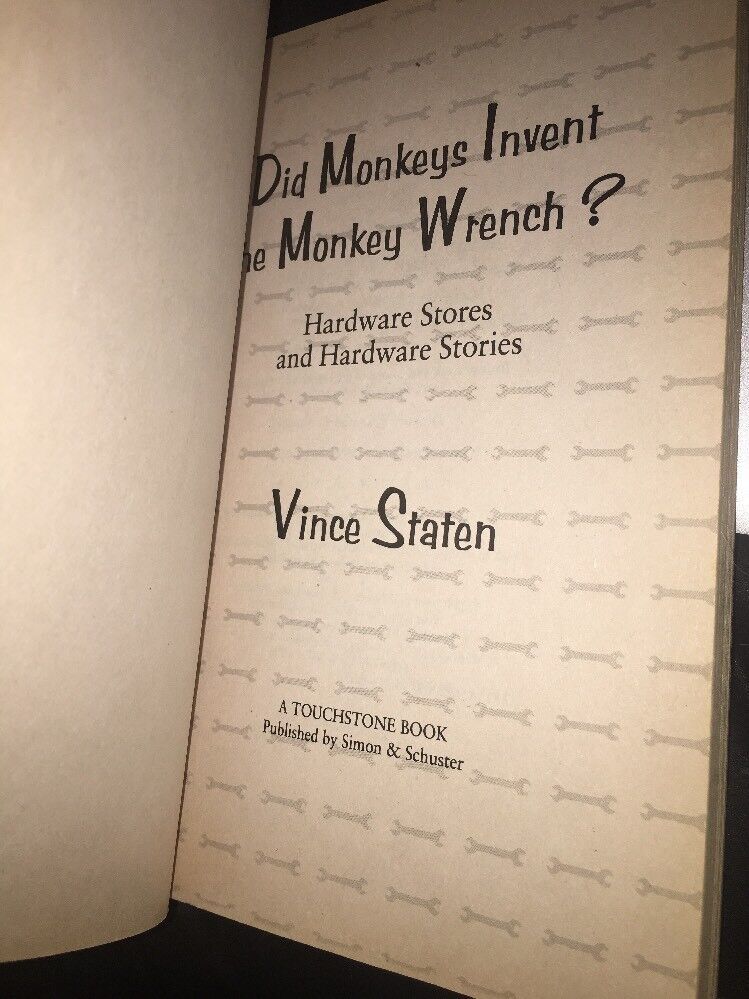 Did Monkeys Invent
he Monkey Wrench ?
Hardware Stores
and Hardware Stories
Vince Staten
A TOUCHSTONE BOOK
Published by Simon & Schuster